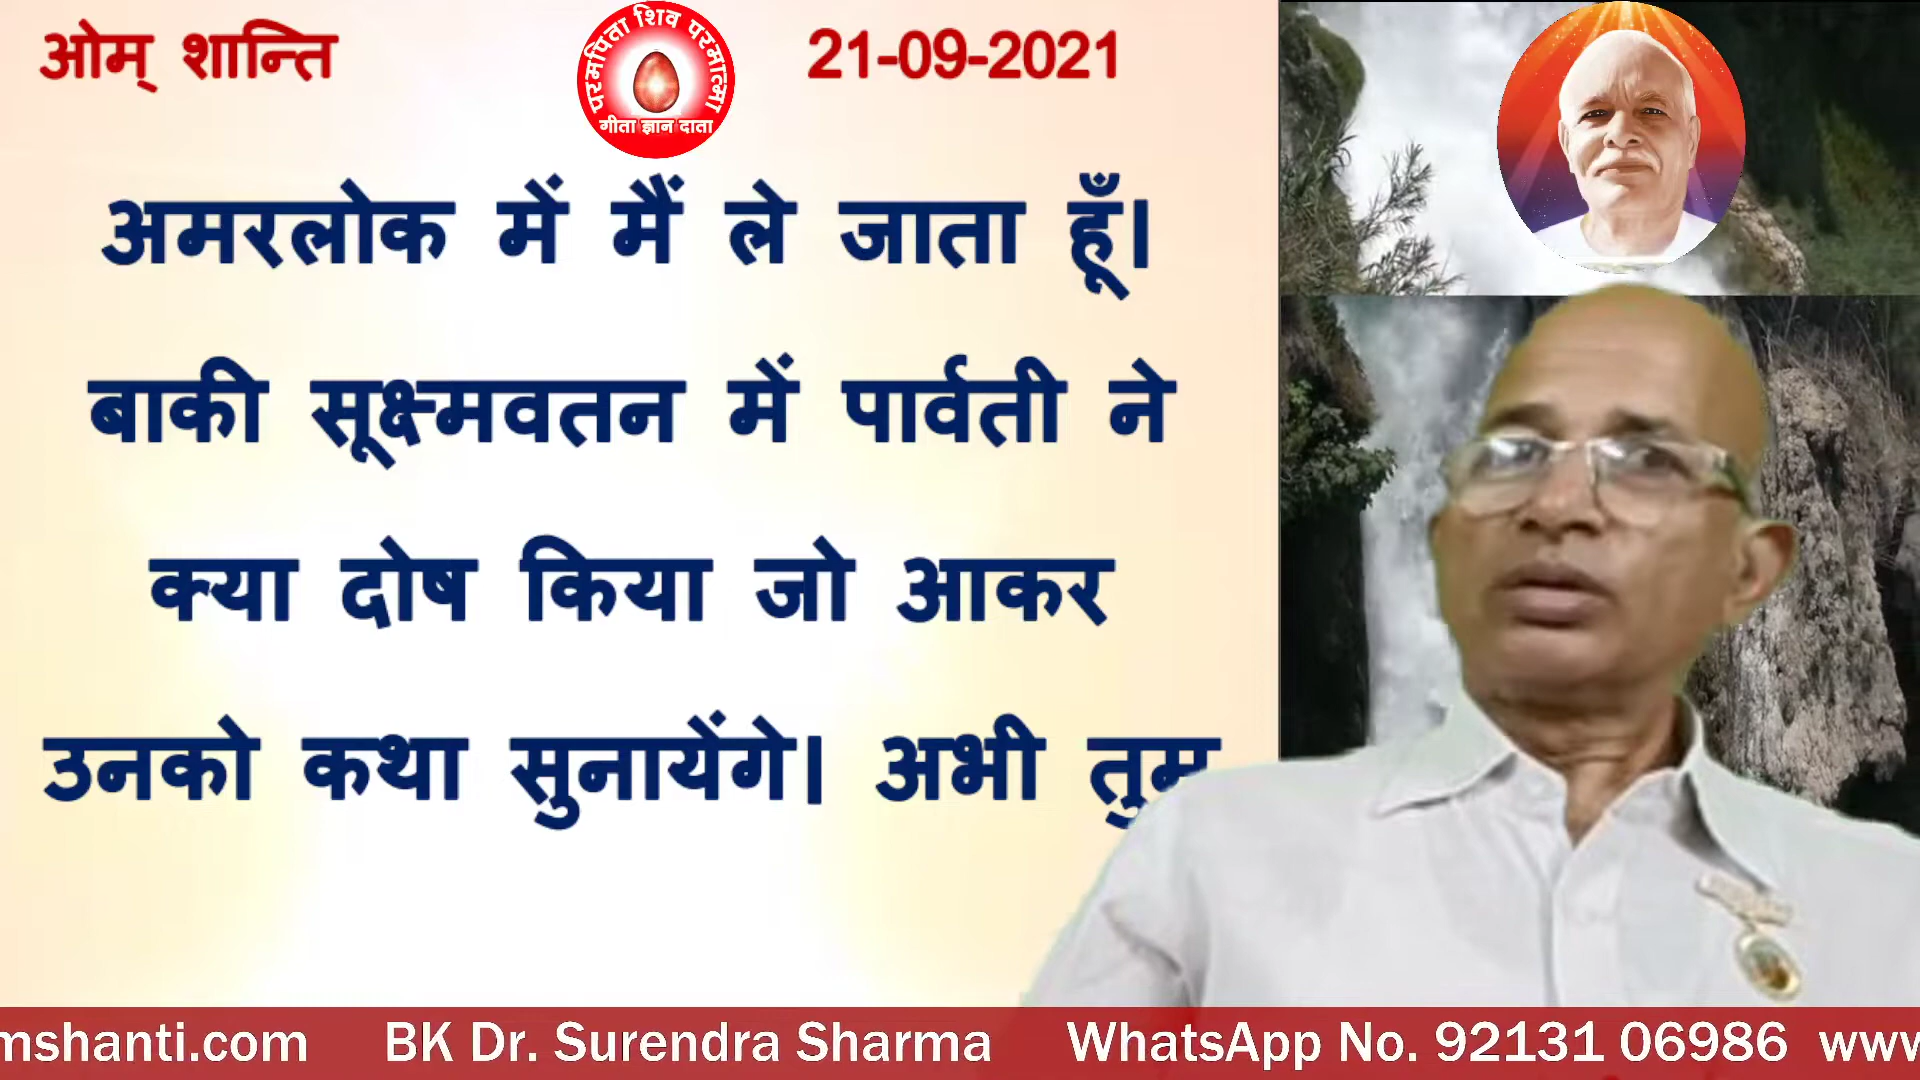 ओम् शान्ति
परमपिता शिव परमात्मा
गीता ज्ञान दाता
21-09-2021
अमरलोक में मैं ले जाता हूँ।
बाकी सूक्ष्मवतन में पार्वती ने
क्या दोष किया जो आकर
उनको कथा सुनायेंगे। अभी तुम
mshanti.com BK Dr. Surendra Sharma WhatsApp No. 92131 06986 www